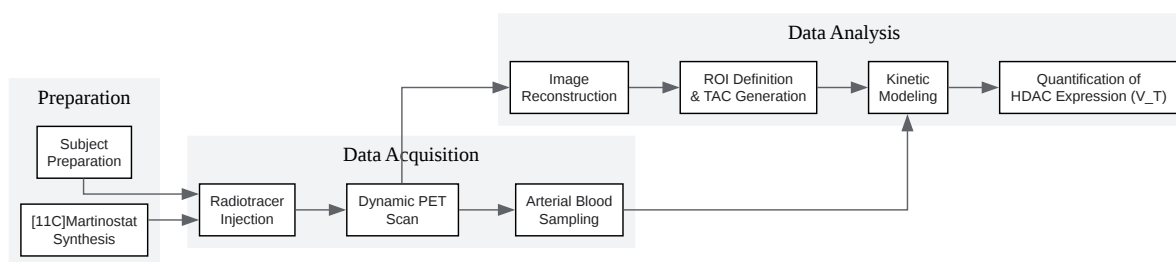 Data Analysis
Image
Reconstruction
ROI Definition
& TAC Generation
Kinetic
Modeling
Quantification of
HDAC Expression (V_T)
Preparation
Subject
Preparation
[11C]Martinostat
Synthesis
Data Acquisition
Radiotracer
Injection
Dynamic PET
Scan
Arterial Blood
Sampling